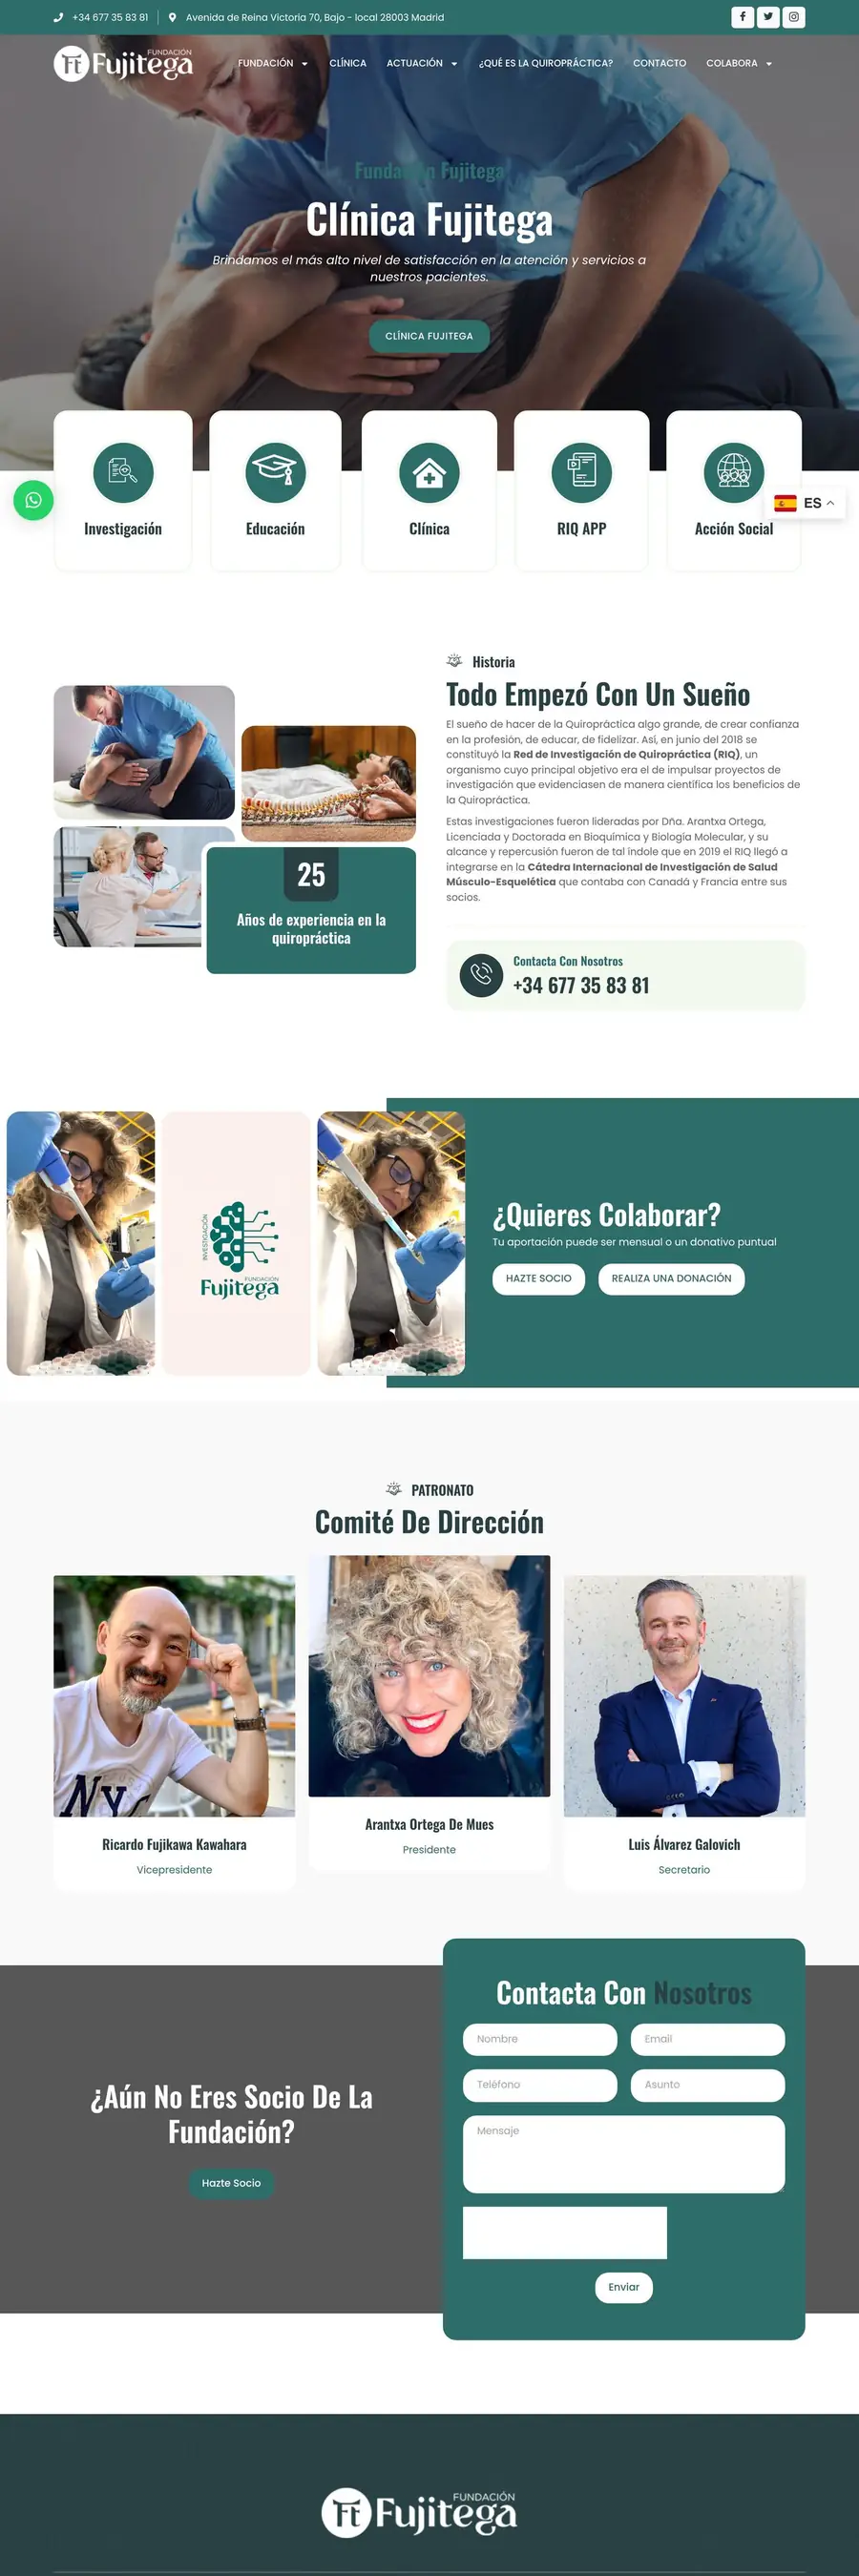 +34 677 35 83 81
Avenida de Reina Victoria 70, Bajo - local 28003 Madrid
FUNDACIÓN
Fujitega
FUNDACIÓN
CLÍNICA
ACTUACIÓN
¿QUÉ ES LA QUIROPRÁCTICA?
CONTACTO
COLABORA
Fundación Fujitega
Clínica Fujitega
Brindamos el más alto nivel de satisfacción en la atención y servicios a
nuestros pacientes.
CLÍNICA FUJITEGA
Investigación
Educación
Clínica
RIQ APP
Acción Social
ES
Historia
Todo Empezó Con Un Sueño
El sueño de hacer de la Quiropráctica algo grande, de crear confianza
en la profesión, de educar, de fidelizar. Así, en junio del 2018 se
constituyó la Red de Investigación de Quiropráctica (RIQ), un
organismo cuyo principal objetivo era el de impulsar proyectos de
investigación que evidenciasen de manera científica los beneficios de
la Quiropráctica.
Estas investigaciones fueron lideradas por Dña. Arantxa Ortega,
Licenciada y Doctorada en Bioquímica y Biología Molecular, y su
alcance y repercusión fueron de tal índole que en 2019 el RIQ llegó a
integrarse en la Cátedra Internacional de Investigación de Salud
Músculo-Esquelética que contaba con Canadá y Francia entre sus
socios.
25
Años de experiencia en la
quiropráctica
Contacta Con Nosotros
+34 677 35 83 81
INVESTIGACIÓN
FUNDACIÓN
Fujitega
¿Quieres Colaborar?
Tu aportación puede ser mensual o un donativo puntual
HAZTE SOCIO
REALIZA UNA DONACIÓN
PATRONATO
Comité De Dirección
NYC
Ricardo Fujikawa Kawahara
Vicepresidente
Arantxa Ortega De Mues
Presidente
Luis Álvarez Galovich
Secretario
¿Aún No Eres Socio De La
Fundación?
Hazte Socio
Contacta Con Nosotros
Nombre
Email
Teléfono
Asunto
Mensaje
Enviar
FUNDACIÓN
Fujitega